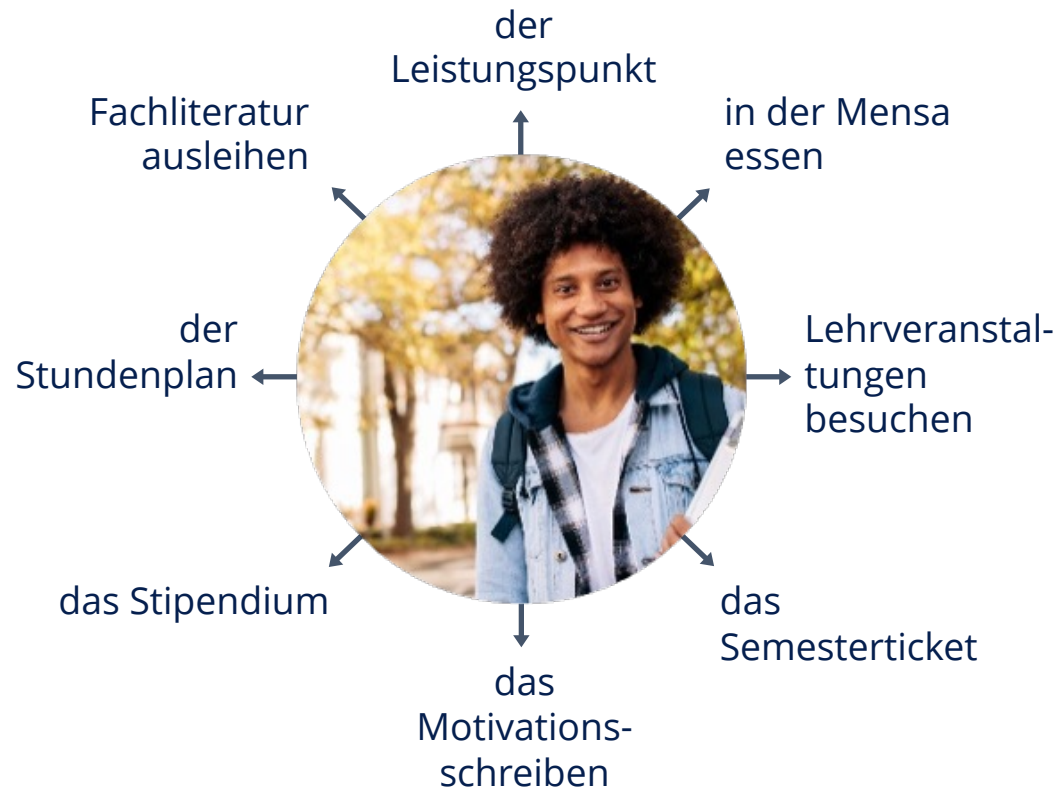 der
Leistungspunkt
Fachliteratur
ausleihen
in der Mensa
essen
der
Stundenplan
Lehrveranstal-
tungen
besuchen
das Stipendium
das
Semesterticket
das
Motivations-
schreiben